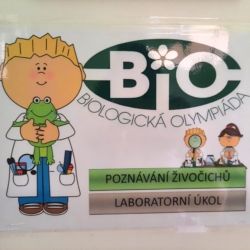 BiO
BIOLOGICKÁ OLYMPIÁDA
POZNÁVÁNÍ ŽIVOČICHŮ
LABORATORNÍ ÚKOL